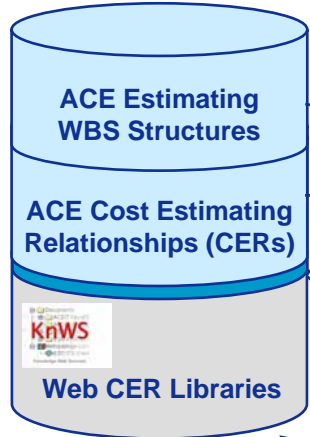 ACE Estimating
WBS Structures
ACE Cost Estimating
Relationships (CERs)
KnWS
Web CER Libraries